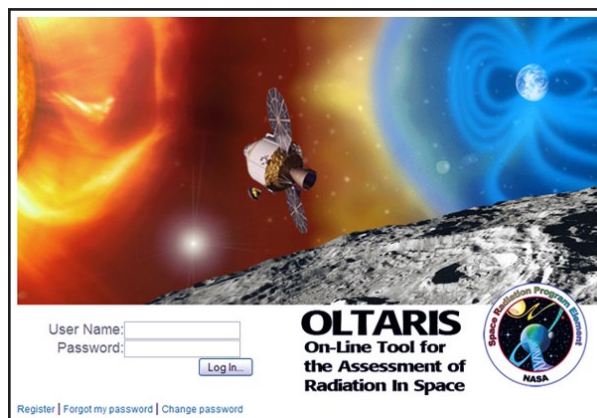 User Name:
Password:
Log In...
Register | Forgot my password | Change password
OLTARIS
On-Line Tool for
the Assessment of
Radiation In Space
Space Radiation Program Element
NASA